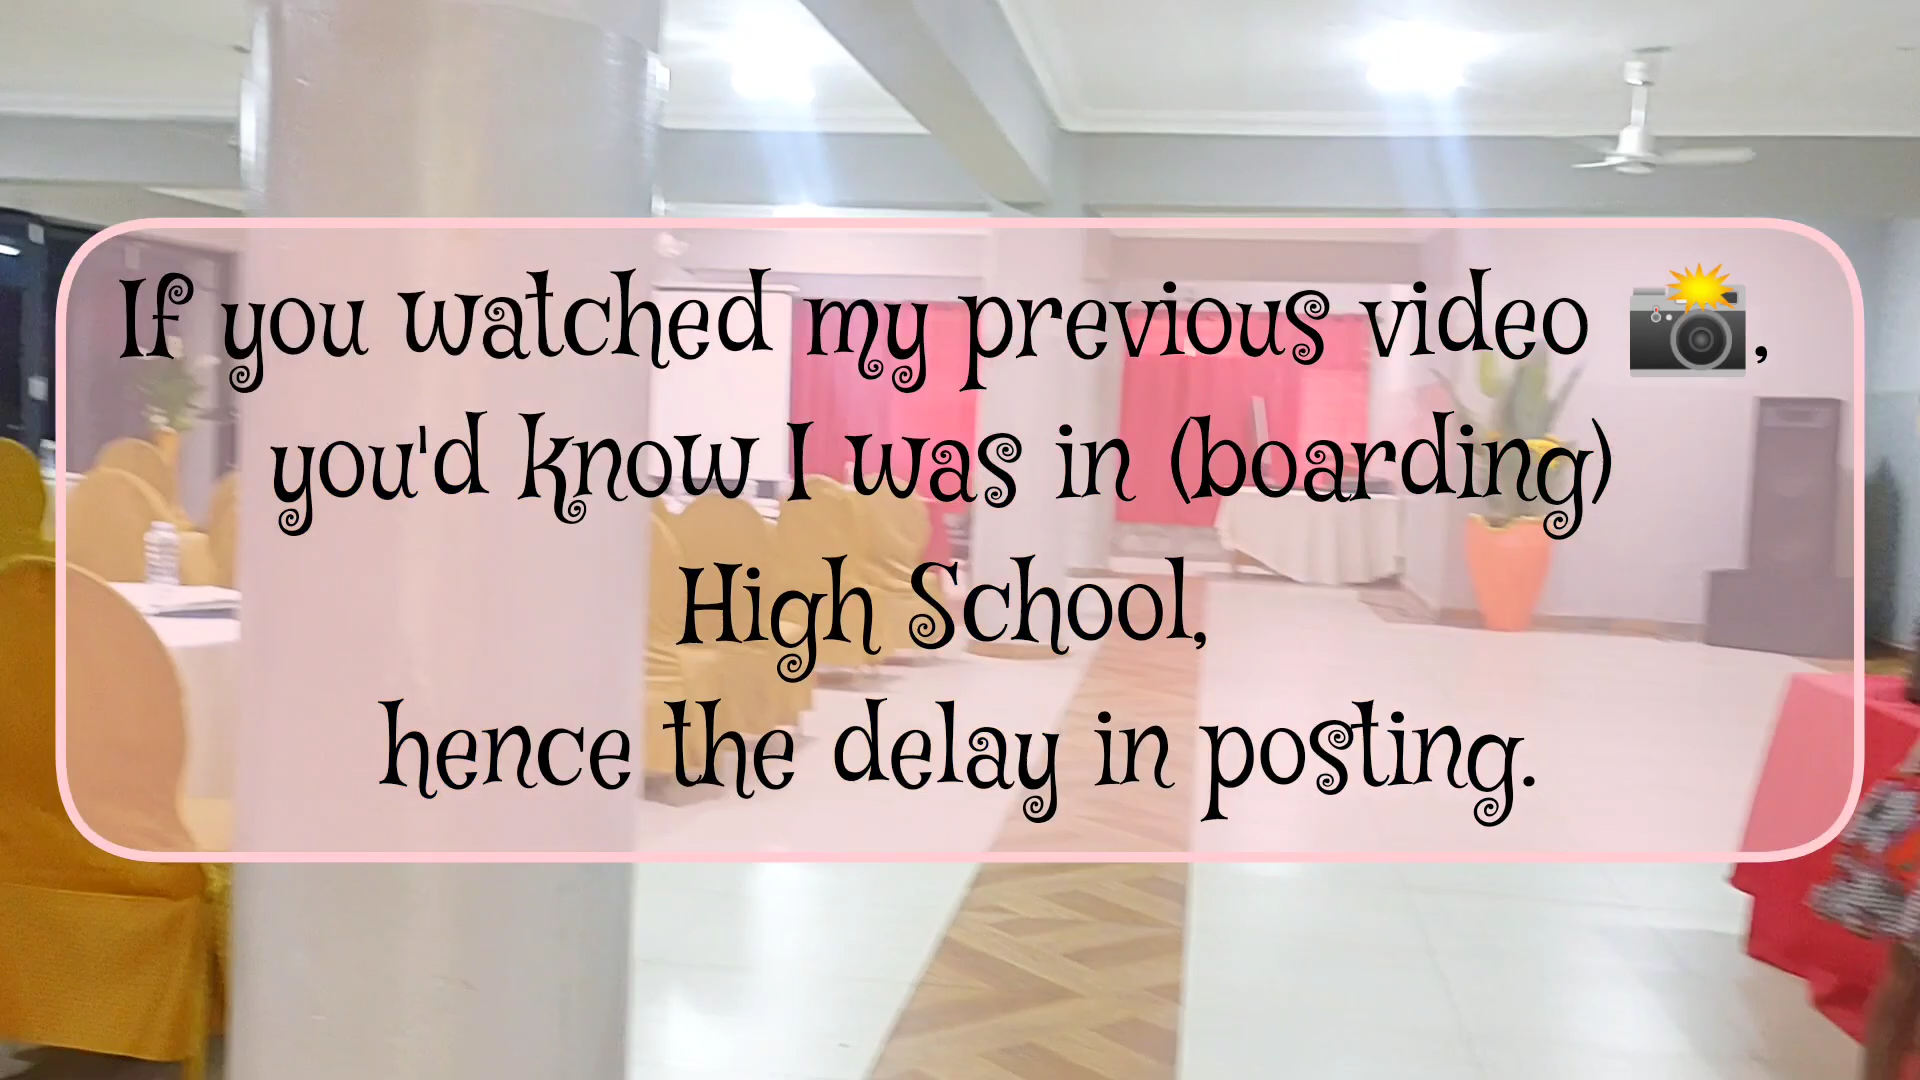 If you watched my previous video 📸,
you'd know I was in (boarding)
High School,
hence the delay in posting.